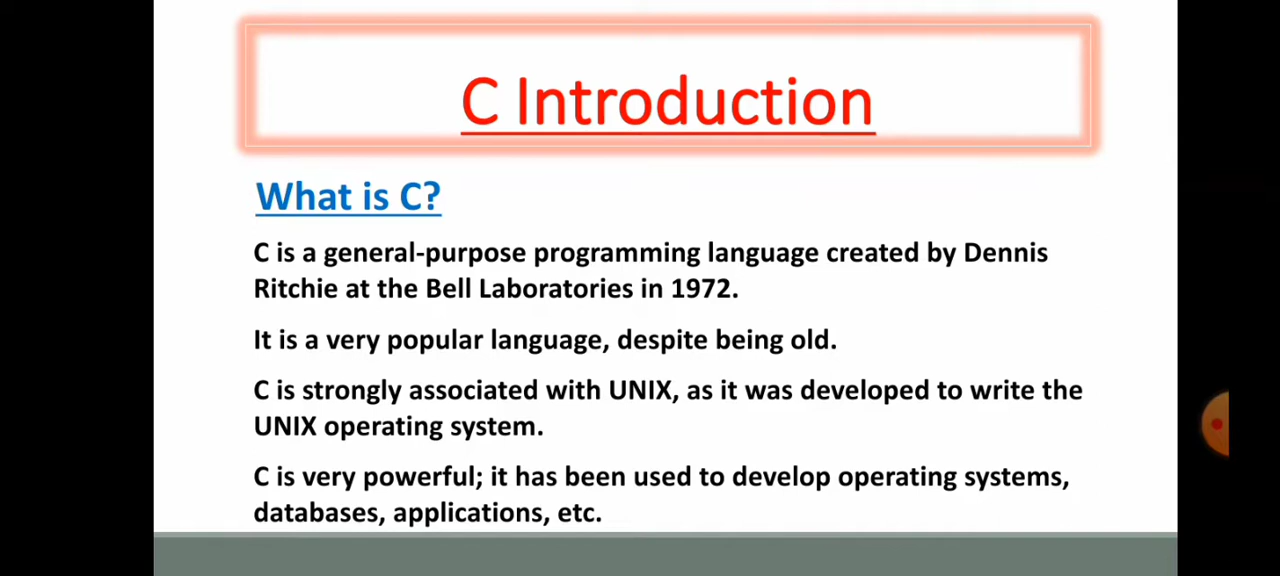 C Introduction
What is C?
C is a general-purpose programming language created by Dennis
Ritchie at the Bell Laboratories in 1972.
It is a very popular language, despite being old.
C is strongly associated with UNIX, as it was developed to write the
UNIX operating system.
C is very powerful; it has been used to develop operating systems,
databases, applications, etc.